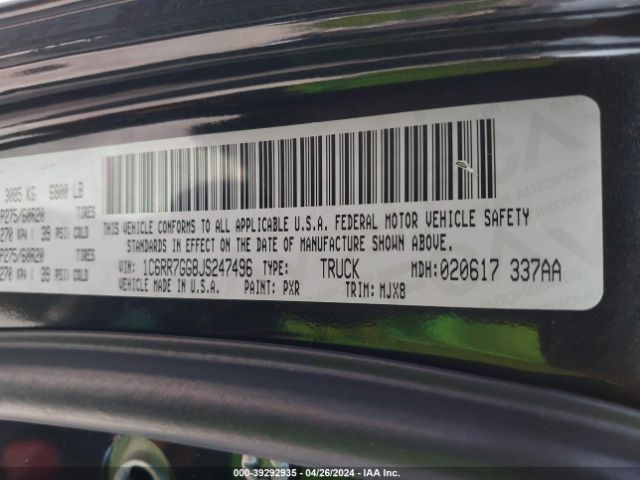 3085 KG 6800 LB
P275/60R20 TIRES
270 KPA( 39 PSI) COLD
P275/60R20 TIRES
270 KPA( 39 PSI) COLD
THIS VEHICLE CONFORMS TO ALL APPLICABLE U.S.A. FEDERAL MOTOR VEHICLE SAFETY
STANDARDS IN EFFECT ON THE DATE OF MANUFACTURE SHOWN ABOVE.
VIN: 1C6RR7GG8JS247496 TYPE: TRUCK MDH: 020617 337AA
VEHICLE MADE IN U.S.A. PAINT: PXR TRIM: MJX8
000-39292935 - 04/26/2024 - IAA Inc.